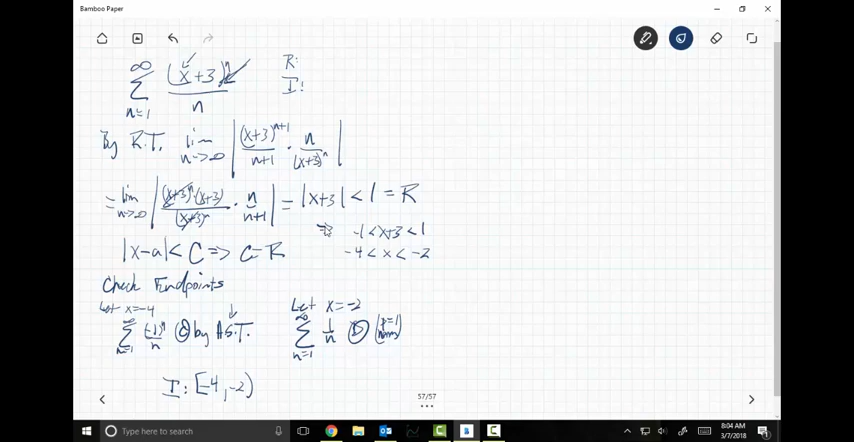 Bamboo Paper
∞ Σ n=1 (x+3)^n / n R:
I:
By R.T. lim n->∞ | (x+3)^{n+1} / n+1 · n / (x+3)^n |
= lim n->∞ | (x+3)^n · (x+3) / (x+3)^n · n / n+1 | = |x+3| < 1 = R
=> -1 < x+3 < 1
-4 < x < -2
|x-a| < C => C = R
Check Endpoints
Let x=-4 Let x=-2
∞ Σ n=1 (-1)^n / n C by A.S.T. ∞ Σ n=1 1/n D (p=1
I: [-4, -2)
57/57
Type here to search
8:04 AM
3/7/2018